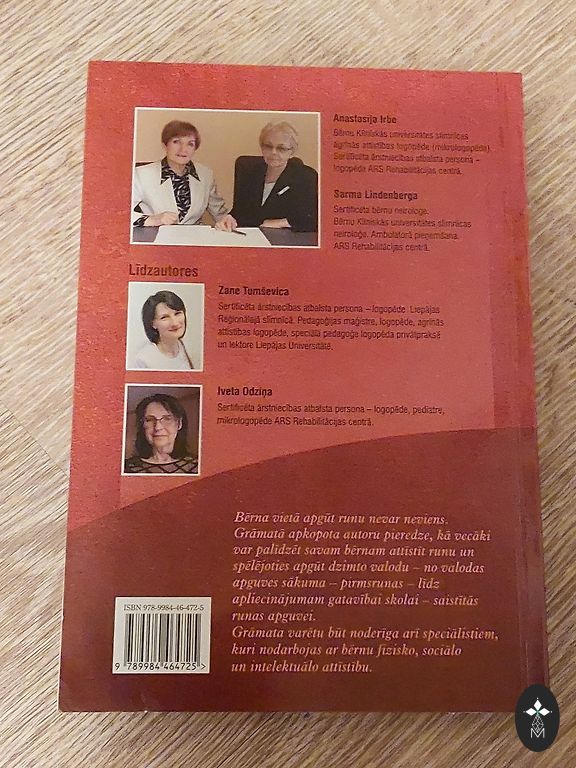 Anastasija Irbe
Bērnu Klīniskās universitātes slimnīcas
agrīnās attīstības logopēde (mikrologopēde).
Sertificēta ārstniecības atbalsta persona –
logopēde ARS Rehabilitācijas centrā.
Sarma Lindenberga
Sertificēta bērnu neiroloģe.
Bērnu Klīniskās universitātes slimnīcas
neiroloģe. Ambulatorā pieņemšana.
ARS Rehabilitācijas centrā.
Līdzautores
Zane Tumševica
Sertificēta ārstniecības atbalsta persona – logopēde Liepājas
Reģionālajā slimnīcā. Pedagoģijas maģistre, logopēde, agrīnās
attīstības logopēde, speciālā pedagoģe logopēda privātpraksē
un lektore Liepājas Universitātē.
Iveta Odziņa
Sertificēta ārstniecības atbalsta persona – logopēde, pediatre,
mikrologopēde ARS Rehabilitācijas centrā.
Bērna vietā apgūt runu nevar neviens.
Grāmatā apkopota autoru pieredze, kā vecāki
var palīdzēt savam bērnam attīstīt runu un
spēlējoties apgūt dzimto valodu – no valodas
apguves sākuma – pirmsrunas – līdz
apliecinājumam gatavībai skolai – saistītās
runas apguvei.
Grāmata varētu būt noderīga arī speciālistiem,
kuri nodarbojas ar bērnu fizisko, sociālo
un intelektuālo attīstību.
ISBN 978-9984-46-472-5
9 789984 464725 >
M